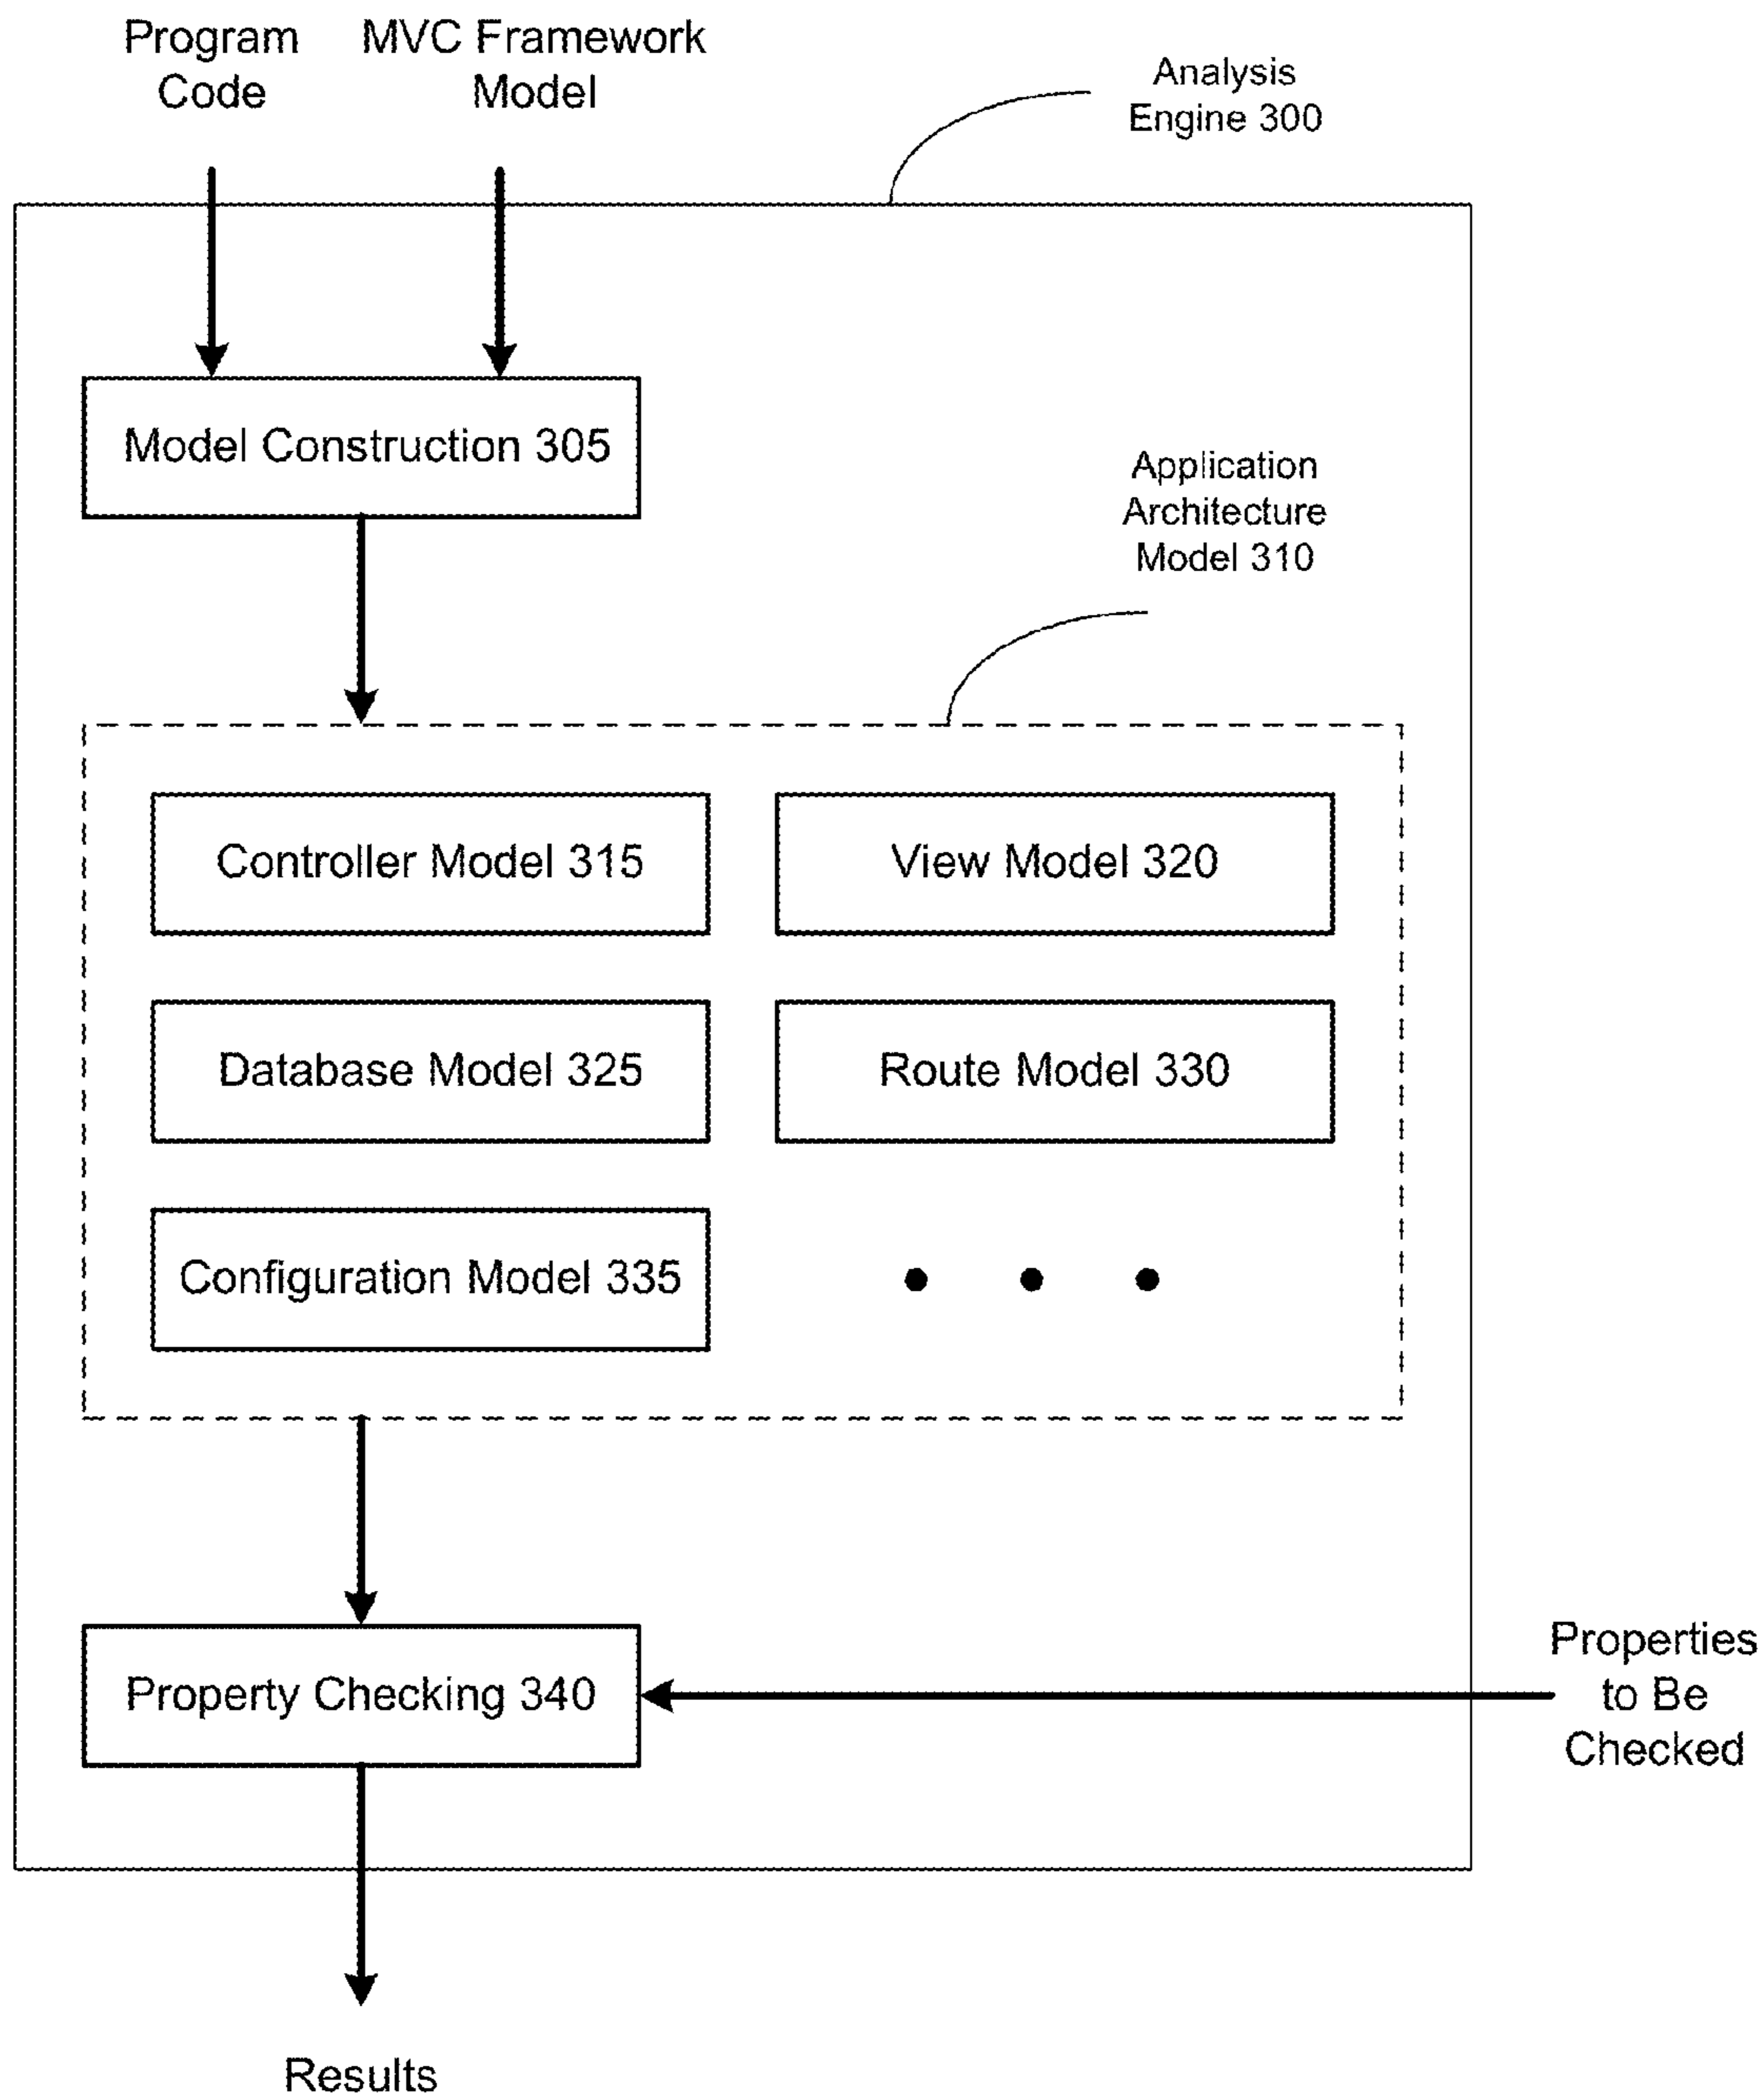 Program
Code
MVC Framework
Model
Analysis
Engine 300
Model Construction 305
Application
Architecture
Model 310
Controller Model 315
View Model 320
Database Model 325
Route Model 330
Configuration Model 335
Property Checking 340
Properties
to Be
Checked
Results